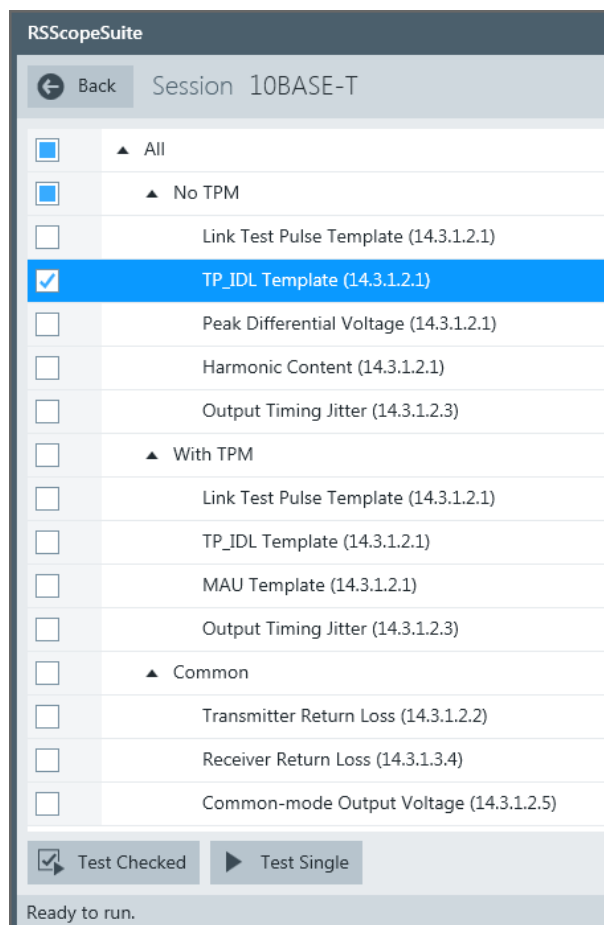 RSScopeSuite
Back Session 10BASE-T
All
No TPM
Link Test Pulse Template (14.3.1.2.1)
TP_IDL Template (14.3.1.2.1)
Peak Differential Voltage (14.3.1.2.1)
Harmonic Content (14.3.1.2.1)
Output Timing Jitter (14.3.1.2.3)
With TPM
Link Test Pulse Template (14.3.1.2.1)
TP_IDL Template (14.3.1.2.1)
MAU Template (14.3.1.2.1)
Output Timing Jitter (14.3.1.2.3)
Common
Transmitter Return Loss (14.3.1.2.2)
Receiver Return Loss (14.3.1.3.4)
Common-mode Output Voltage (14.3.1.2.5)
Test Checked Test Single
Ready to run.